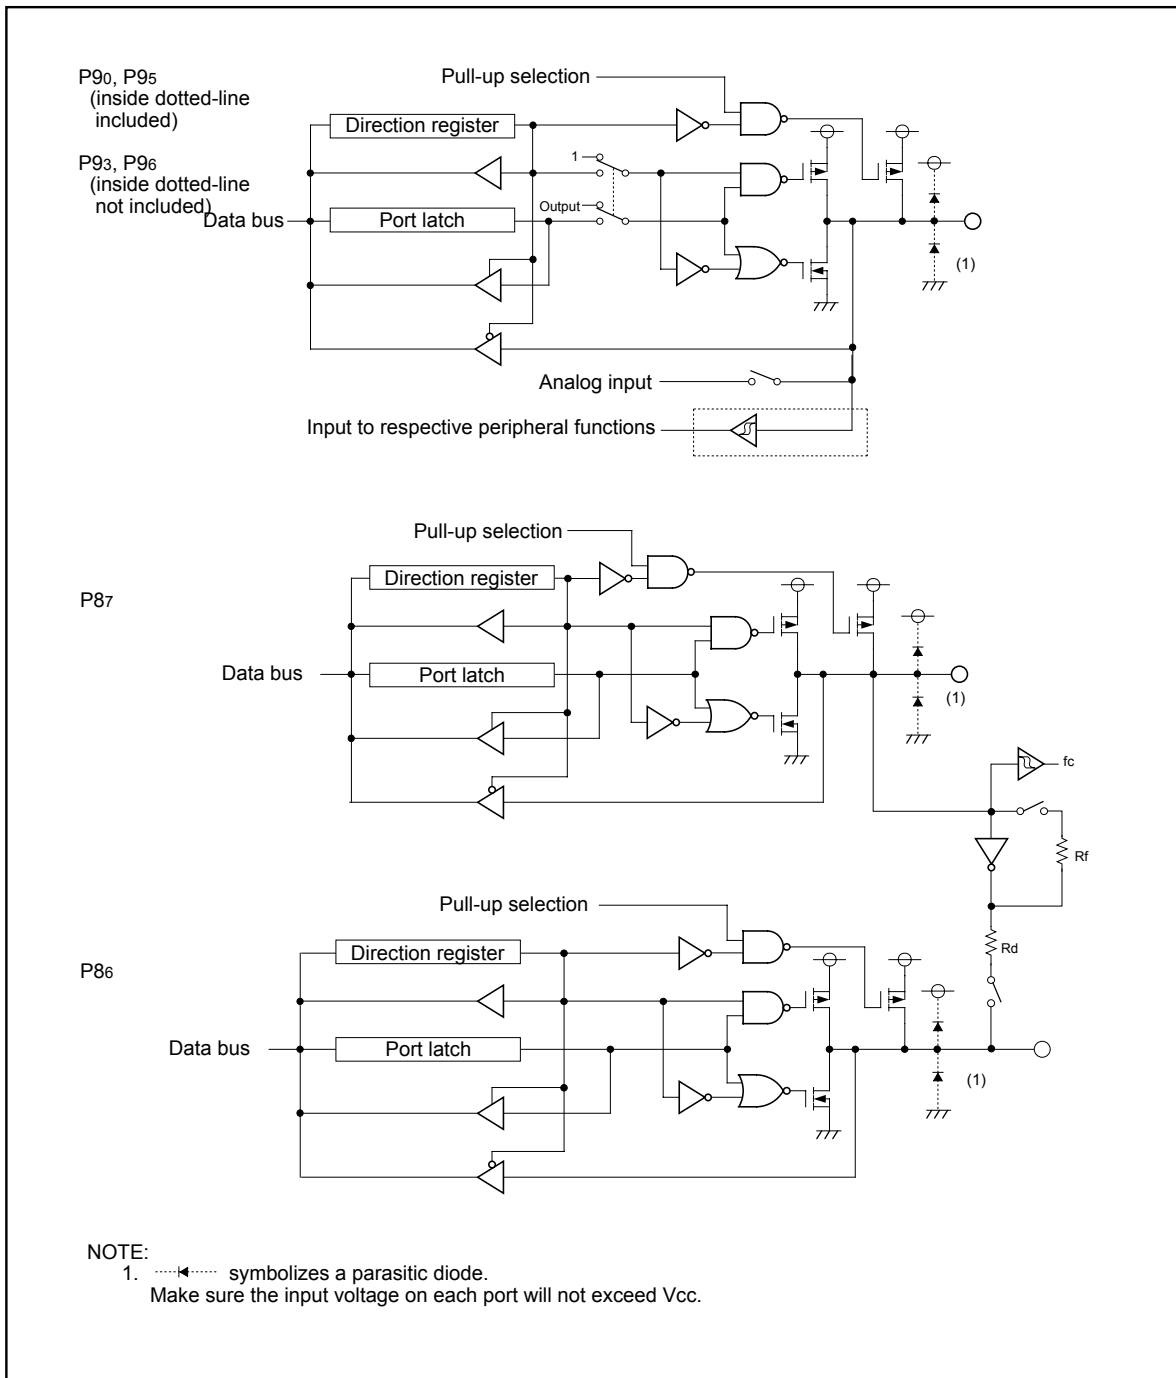 P90, P95
(inside dotted-line
included)
P93, P96
(inside dotted-line
not included)
Pull-up selection
Direction register
1
Output
Data bus
Port latch
(1)
Analog input
Input to respective peripheral functions
P87
Pull-up selection
Direction register
Data bus
Port latch
(1)
fc
Rf
Rd
P86
Pull-up selection
Direction register
Data bus
Port latch
(1)
NOTE:
1. symbolizes a parasitic diode.
Make sure the input voltage on each port will not exceed Vcc.